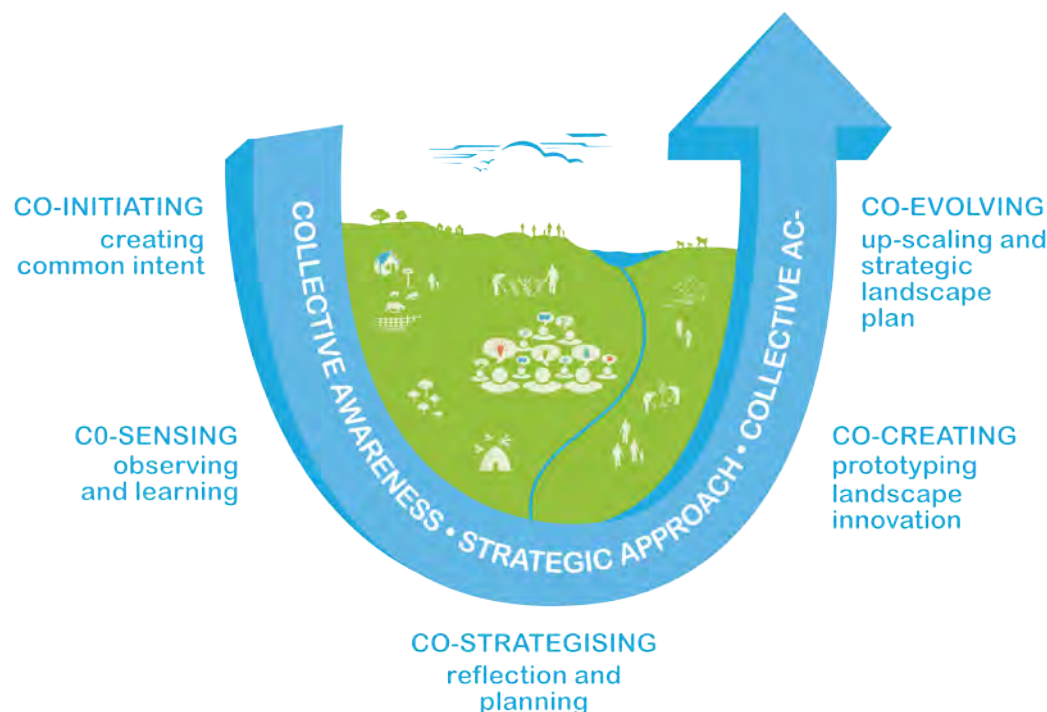 CO-INITIATING
creating
common intent
C0-SENSING
observing
and learning
CO-STRATEGISING
reflection and
planning
CO-CREATING
prototyping
landscape
innovation
CO-EVOLVING
up-scaling and
strategic
landscape
plan
COLLECTIVE AWARENESS • STRATEGIC APPROACH • COLLECTIVE AC-